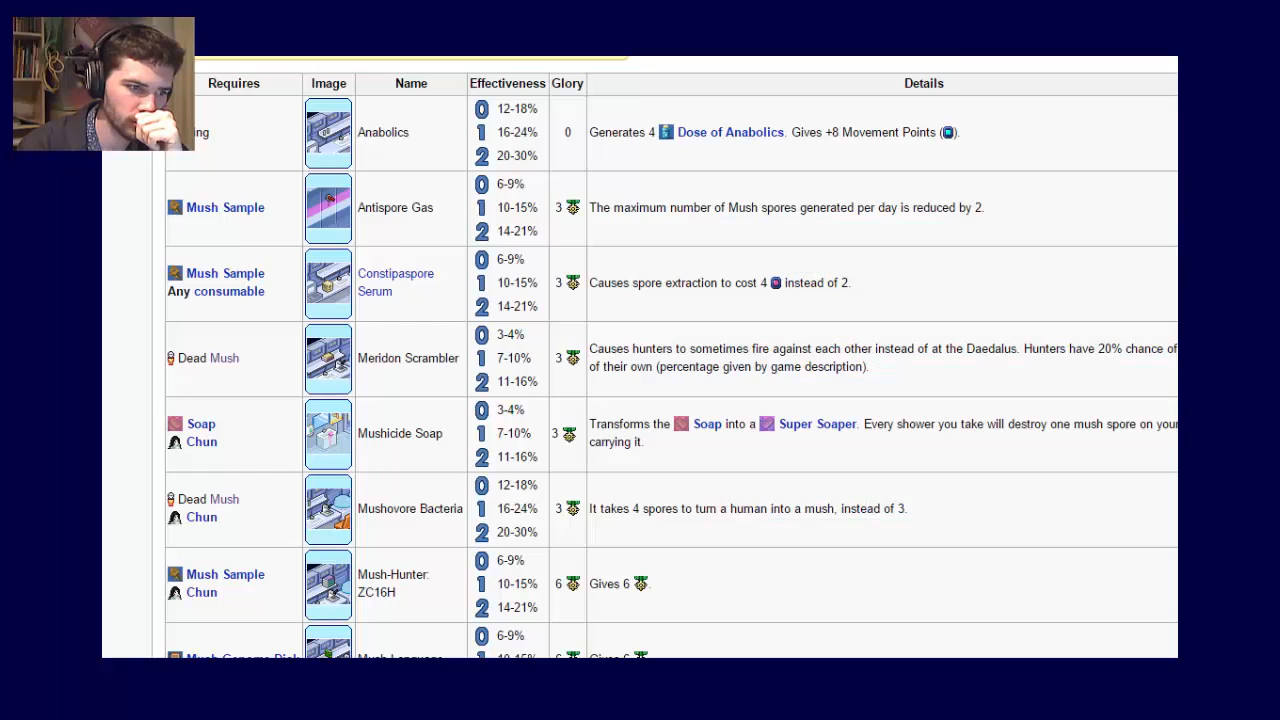 Requires Image Name Effectiveness Glory Details
0 12-18%
Anabolics 1 16-24% 0 Generates 4 Dose of Anabolics. Gives +8 Movement Points ( ).
2 20-30%
0 6-9%
Mush Sample Antispore Gas 1 10-15% 3 The maximum number of Mush spores generated per day is reduced by 2.
2 14-21%
0 6-9%
Mush Sample Constipaspore
1 10-15% 3 Causes spore extraction to cost 4 instead of 2.
Any consumable Serum
2 14-21%
0 3-4%
Causes hunters to sometimes fire against each other instead of at the Daedalus. Hunters have 20% chance of
Dead Mush Meridon Scrambler 1 7-10% 3
of their own (percentage given by game description).
2 11-16%
0 3-4%
Soap Transforms the Soap into a Super Soaper. Every shower you take will destroy one mush spore on your
Mushicide Soap 1 7-10% 3
Chun carrying it.
2 11-16%
0 12-18%
Dead Mush
Mushovore Bacteria 1 16-24% 3 It takes 4 spores to turn a human into a mush, instead of 3.
Chun
2 20-30%
0 6-9%
Mush Sample Mush-Hunter:
1 10-15% 6 Gives 6 .
Chun ZC16H
2 14-21%
0 6-9%